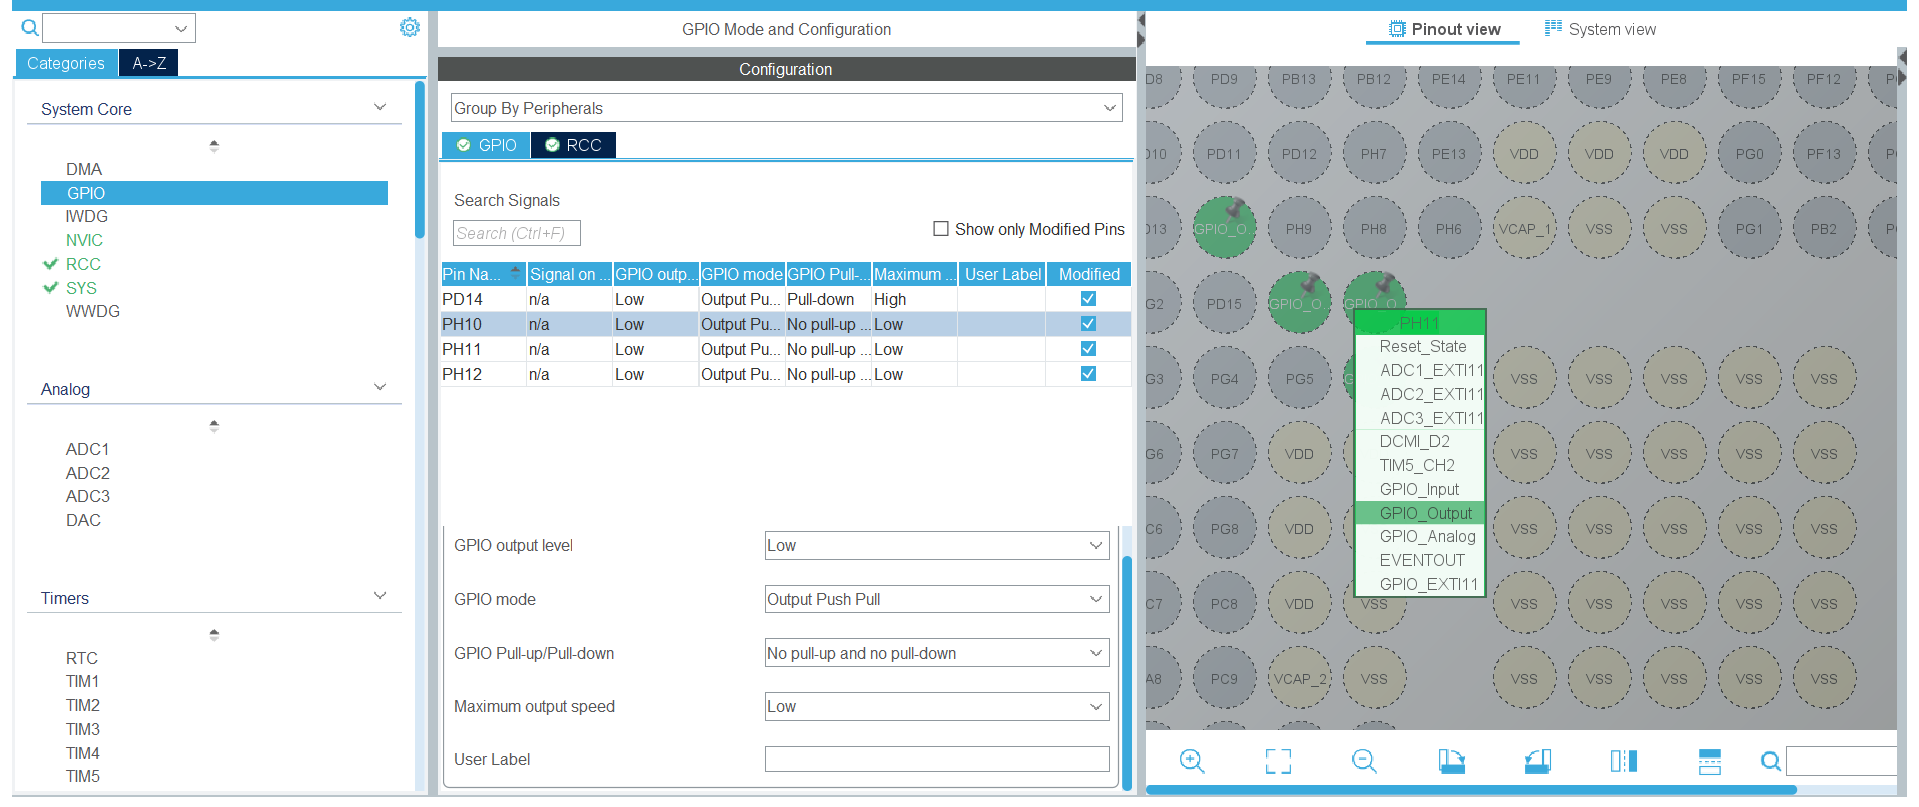 GPIO Mode and Configuration
Pinout view
System view
Categories
A->Z
Configuration
System Core
Group By Peripherals
GPIO
RCC
DMA
GPIO
IWDG
NVIC
RCC
SYS
WWDG
Search Signals
Search (Ctrl+F)
Show only Modified Pins
Pin Na... Signal on ... GPIO outp... GPIO mode GPIO Pull-... Maximum ... User Label Modified
PD14 n/a Low Output Pu... Pull-down High
PH10 n/a Low Output Pu... No pull-up ... Low
PH11 n/a Low Output Pu... No pull-up ... Low
PH12 n/a Low Output Pu... No pull-up ... Low
Analog
ADC1
ADC2
ADC3
DAC
Timers
RTC
TIM1
TIM2
TIM3
TIM4
TIM5
GPIO output level Low
GPIO mode Output Push Pull
GPIO Pull-up/Pull-down No pull-up and no pull-down
Maximum output speed Low
User Label
D8 PD9 PB13 PB12 PE14 PE11 PE9 PE8 PF15 PF12
D10 PD11 PD12 PH7 PE13 VDD VDD VDD PG0 PF13
D13 GPIO_O... PH9 PH8 PH6 VCAP_1 VSS VSS PG1 PB2
G2 PD15 GPIO_O... GPIO_O...
G3 PG4 PG5 VSS VSS VSS VSS VSS
G6 PG7 VDD VSS VSS VSS VSS VSS
C6 PG8 VDD VSS VSS VSS VSS VSS
C7 PC8 VDD VSS VSS VSS VSS VSS VSS
A8 PC9 VCAP_2 VSS VSS VSS VSS VSS VSS
PH11
Reset_State
ADC1_EXTI11
ADC2_EXTI11
ADC3_EXTI11
DCMI_D2
TIM5_CH2
GPIO_Input
GPIO_Output
GPIO_Analog
EVENTOUT
GPIO_EXTI11